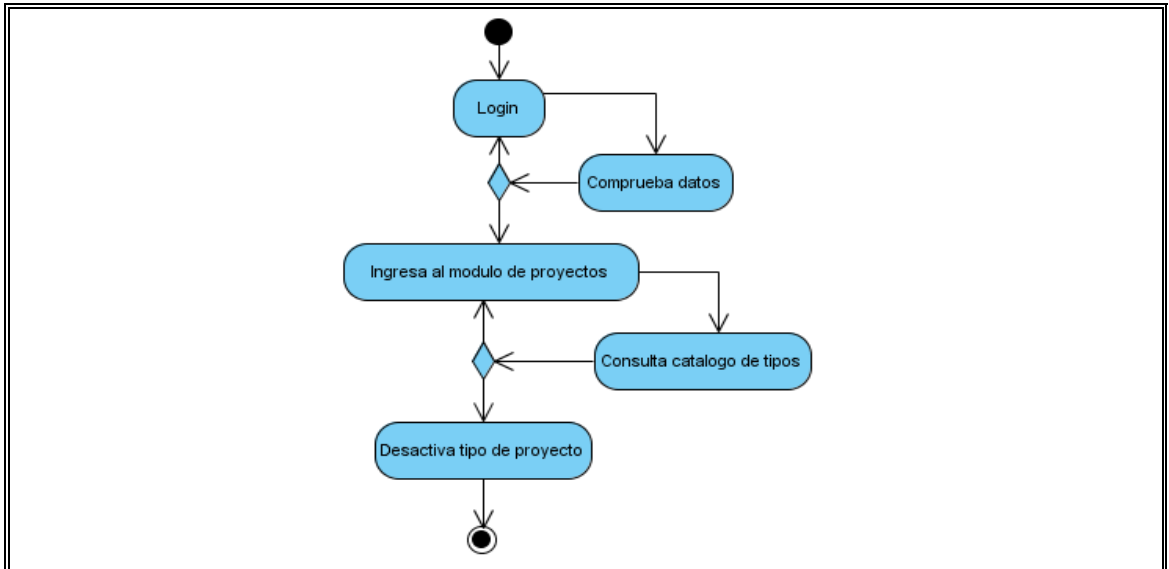 Login
Comprueba datos
Ingresa al modulo de proyectos
Consulta catalogo de tipos
Desactiva tipo de proyecto